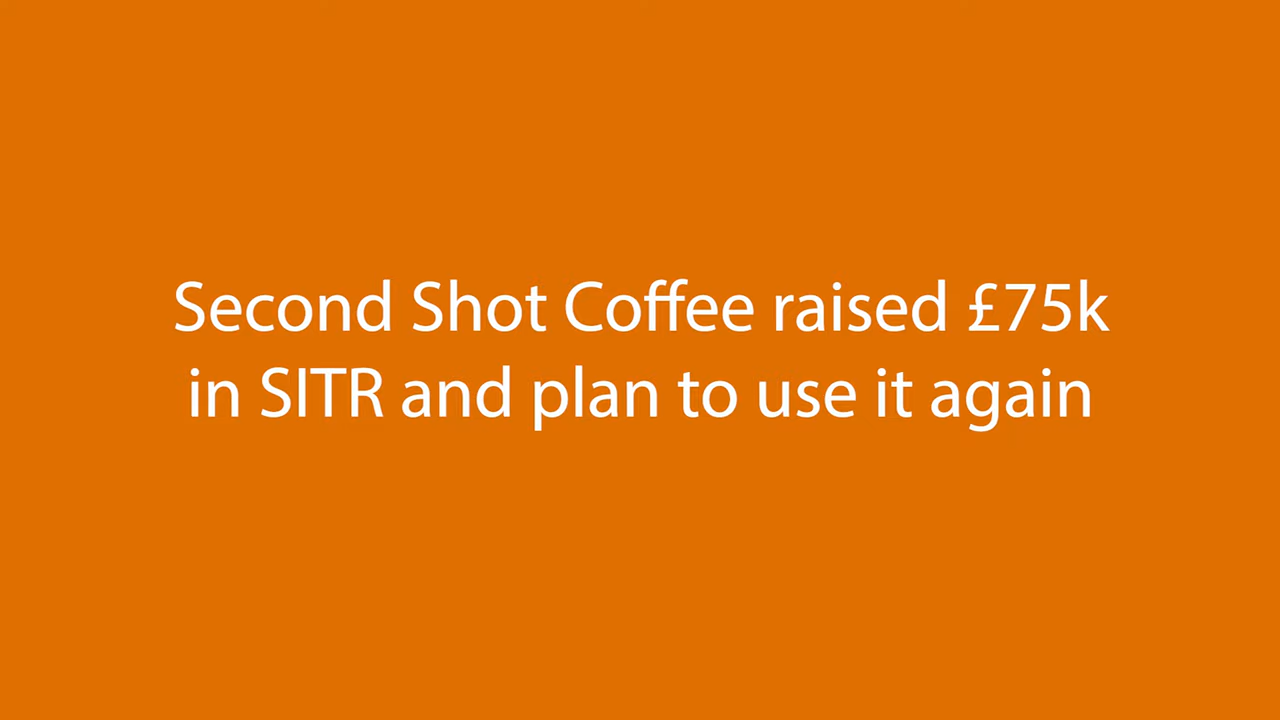 Second Shot Coffee raised £75k
in SITR and plan to use it again